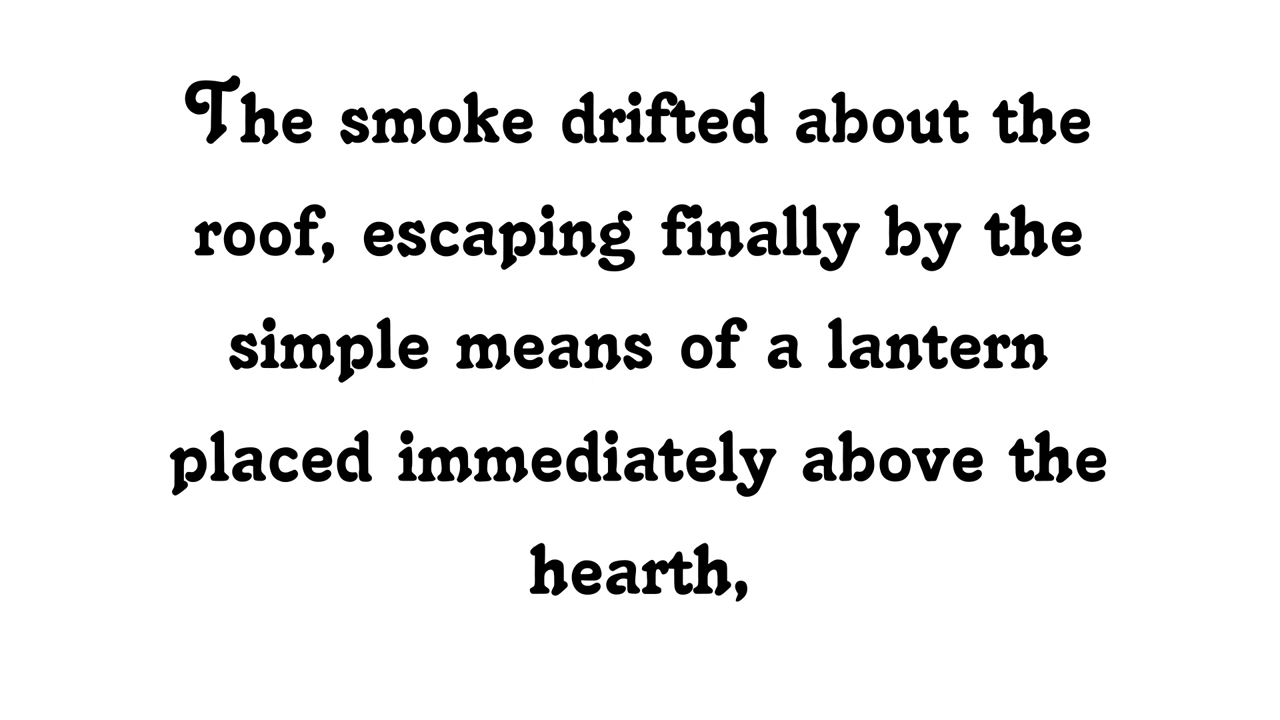 The smoke drifted about the
roof, escaping finally by the
simple means of a lantern
placed immediately above the
hearth,